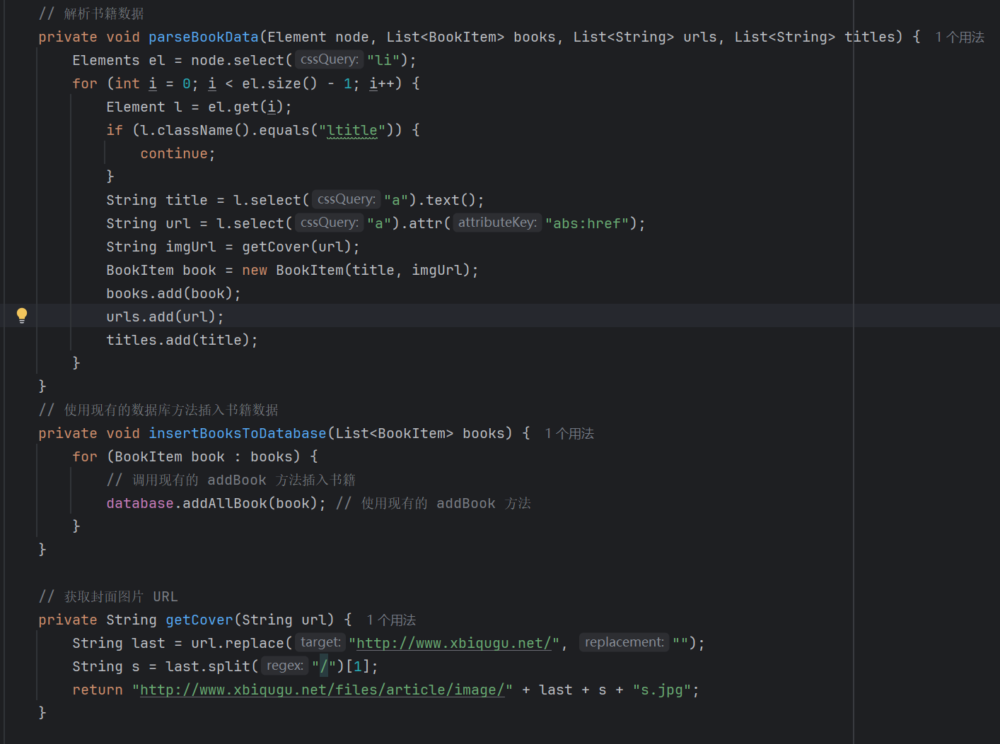 // 解析书籍数据
private void parseBookData(Element node, List<BookItem> books, List<String> urls, List<String> titles) { 1 个用法
Elements el = node.select( cssQuery: "li");
for (int i = 0; i < el.size() - 1; i++) {
Element l = el.get(i);
if (l.className().equals("ltitle")) {
continue;
}
String title = l.select( cssQuery: "a").text();
String url = l.select( cssQuery: "a").attr( attributeKey: "abs:href");
String imgUrl = getCover(url);
BookItem book = new BookItem(title, imgUrl);
books.add(book);
urls.add(url);
titles.add(title);
}
}
// 使用现有的数据库方法插入书籍数据
private void insertBooksToDatabase(List<BookItem> books) { 1 个用法
for (BookItem book : books) {
// 调用现有的 addBook 方法插入书籍
database.addAllBook(book); // 使用现有的 addBook 方法
}
}
// 获取封面图片 URL
private String getCover(String url) { 1 个用法
String last = url.replace( target: "http://www.xbiqugu.net/", replacement: "");
String s = last.split( regex: "/")[1];
return "http://www.xbiqugu.net/files/article/image/" + last + s + "s.jpg";
}